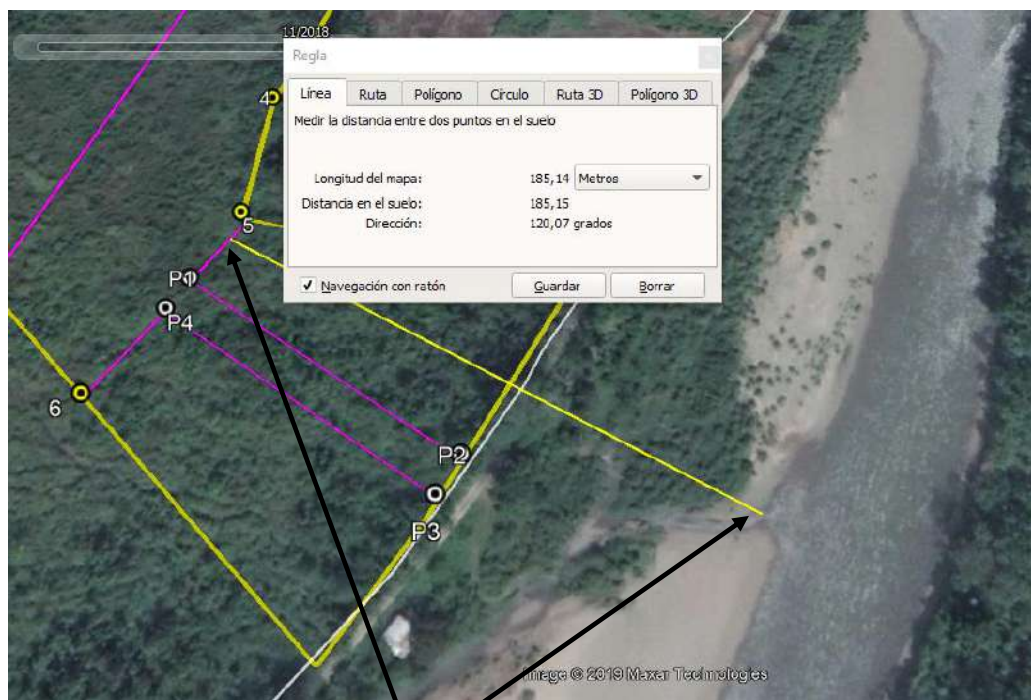 11/2018
Regla
Línea Ruta Polígono Círculo Ruta 3D Polígono 3D
Medir la distancia entre dos puntos en el suelo
Longitud del mapa: 185,14 Metros
Distancia en el suelo: 185,15
Dirección: 120,07 grados
Navegación con ratón Guardar Borrar
4
5
P1
P4
6
P2
P3
Image © 2019 Maxar Technologies